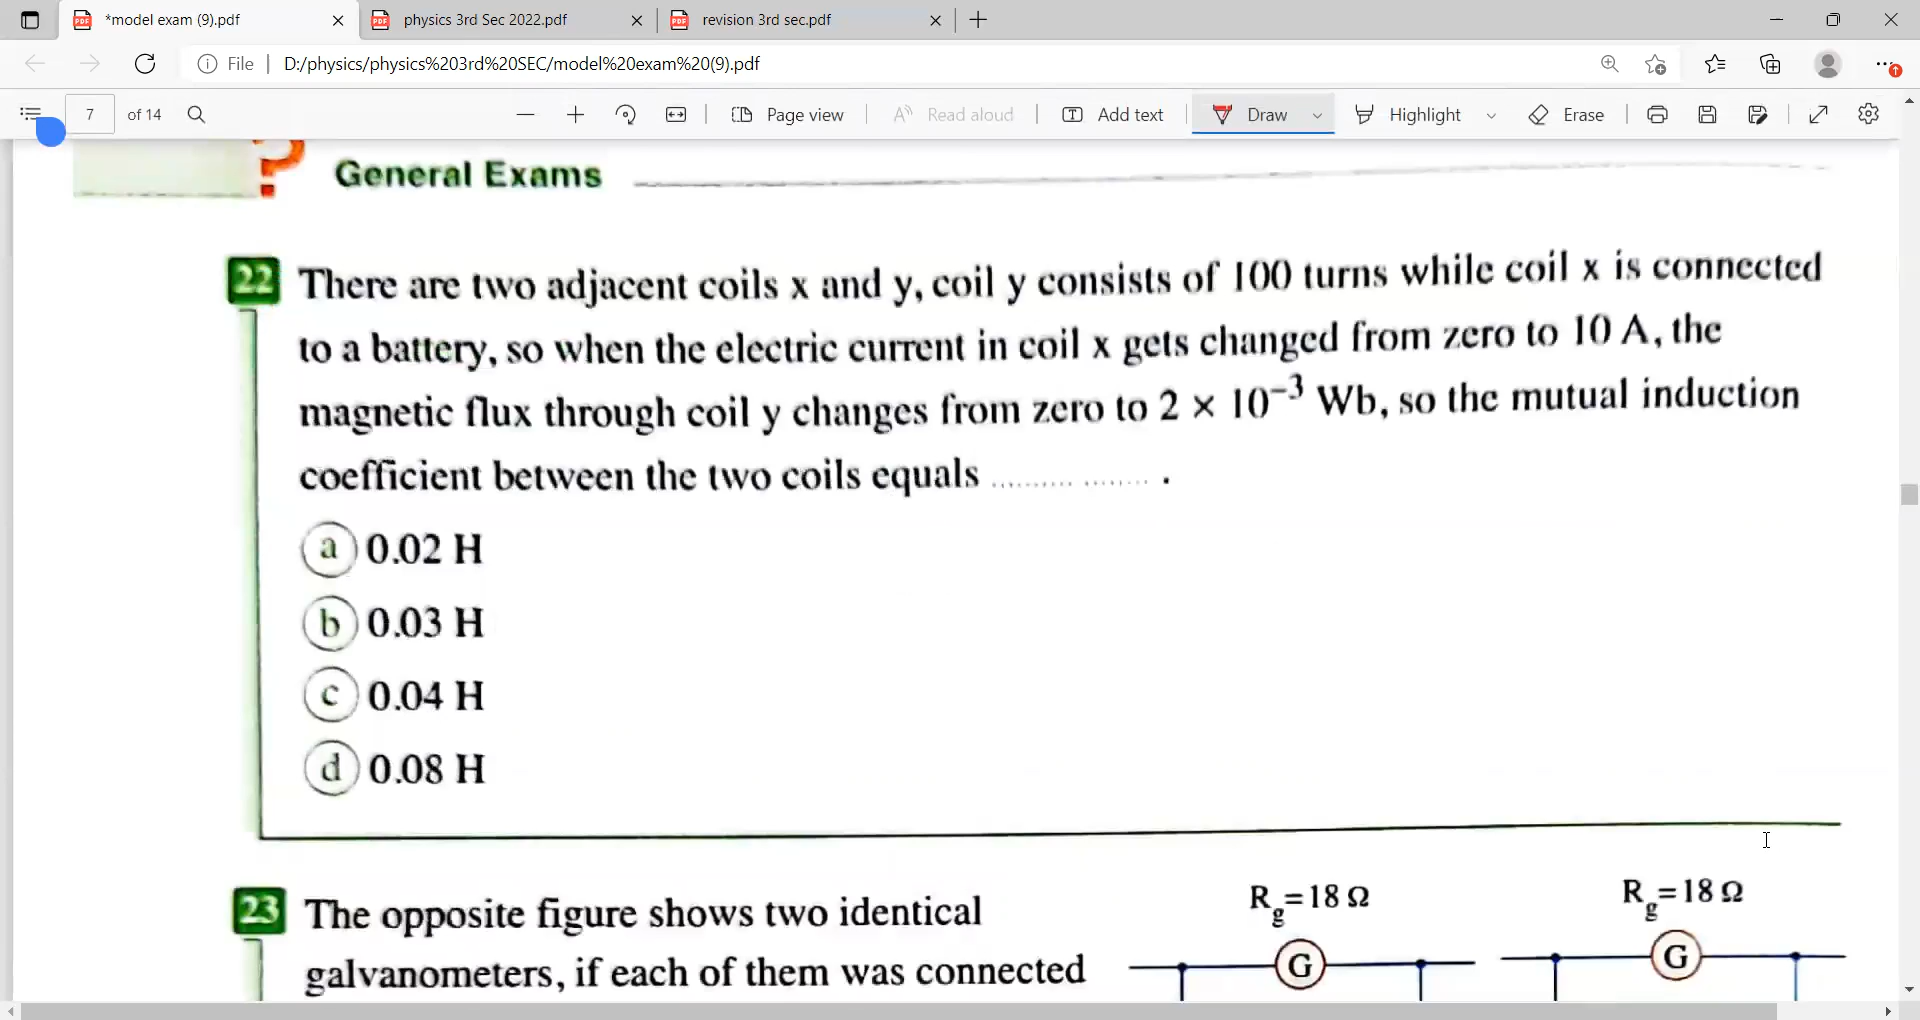 *model exam (9).pdf
physics 3rd Sec 2022.pdf
revision 3rd sec.pdf
File
D:/physics/physics%203rd%20SEC/model%20exam%20(9).pdf
7 of 14
Page view
Read aloud
Add text
Draw
Highlight
Erase
General Exams
22 There are two adjacent coils x and y, coil y consists of 100 turns while coil x is connected
to a battery, so when the electric current in coil x gets changed from zero to 10 A, the
magnetic flux through coil y changes from zero to 2 × 10⁻³ Wb, so the mutual induction
coefficient between the two coils equals .................. .
a 0.02 H
b 0.03 H
c 0.04 H
d 0.08 H
23 The opposite figure shows two identical
galvanometers, if each of them was connected
Rg=18 Ω
G
Rg=18 Ω
G